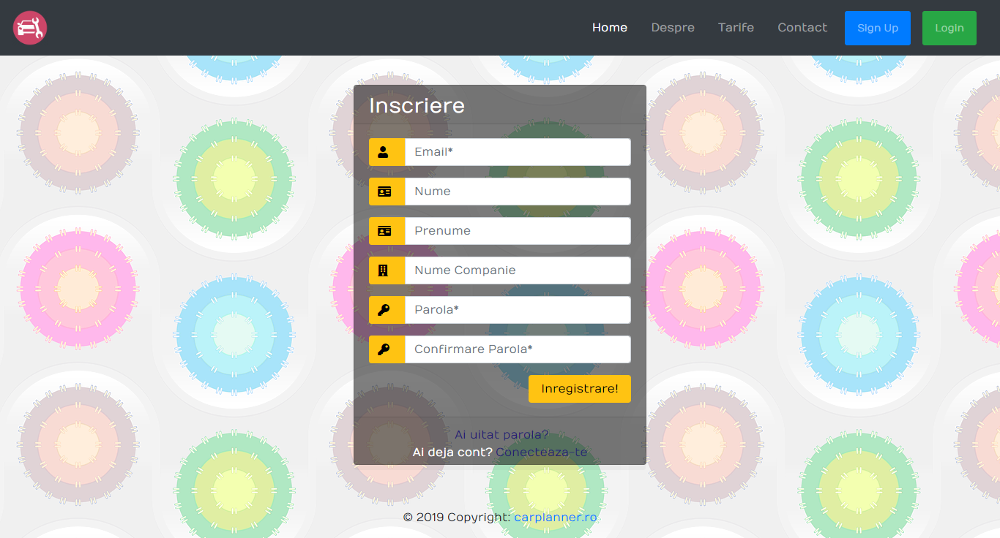 Home Despre Tarife Contact Sign Up Login
Inscriere
Email*
Nume
Prenume
Nume Companie
Parola*
Confirmare Parola*
Inregistrare!
Ai uitat parola?
Ai deja cont? Conecteaza-te
© 2019 Copyright: carplanner.ro